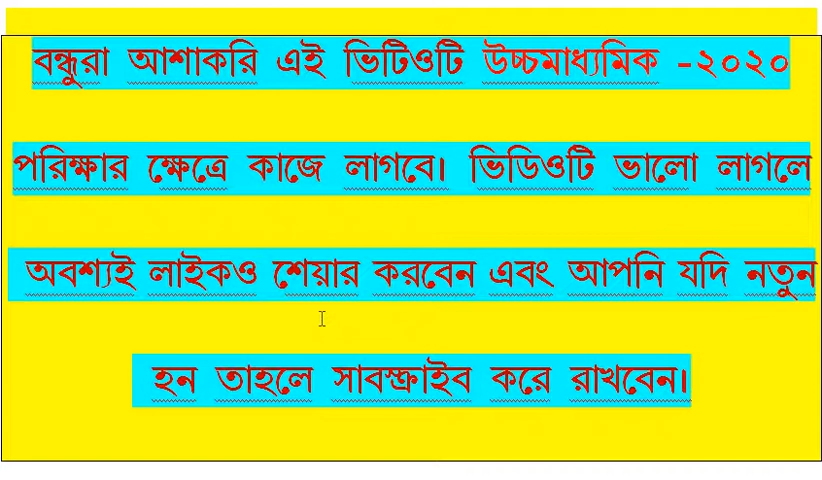 বন্ধুরা আশাকরি এই ভিটিওটি উচ্চমাধ্যমিক -২০২০
পরিক্ষার ক্ষেত্রে কাজে লাগবে। ভিডিওটি ভালো লাগলে
অবশ্যই লাইকও শেয়ার করবেন এবং আপনি যদি নতুন
হন তাহলে সাবস্ক্রাইব করে রাখবেন।